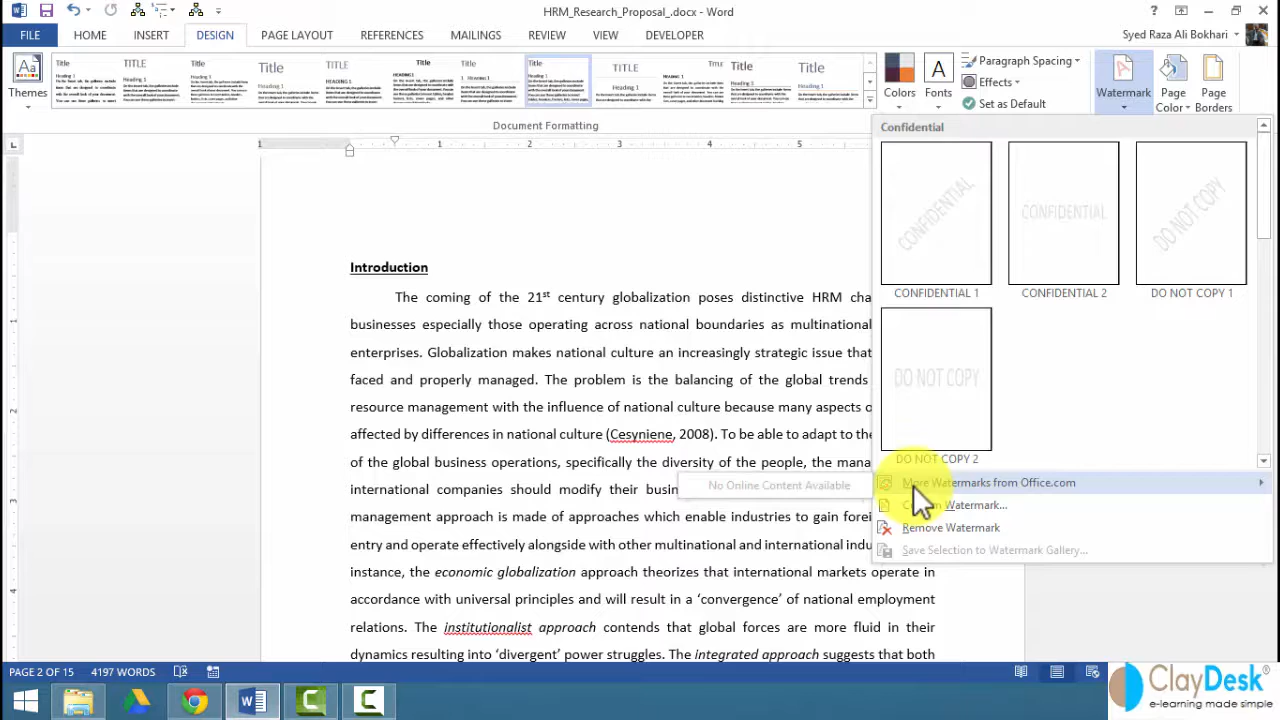 HRM_Research_Proposal_.docx - Word
FILE HOME INSERT DESIGN PAGE LAYOUT REFERENCES MAILINGS REVIEW VIEW DEVELOPER
Syed Raza Ali Bokhari
Themes
Colors
Fonts
Paragraph Spacing
Effects
Set as Default
Watermark
Page Color
Page Borders
Document Formatting
Confidential
CONFIDENTIAL
CONFIDENTIAL
DO NOT COPY
CONFIDENTIAL 1
CONFIDENTIAL 2
DO NOT COPY 1
DO NOT COPY
DO NOT COPY 2
More Watermarks from Office.com
No Online Content Available
Watermark...
Remove Watermark
Save Selection to Watermark Gallery...
Introduction
The coming of the 21st century globalization poses distinctive HRM
businesses especially those operating across national boundaries as multinational
enterprises. Globalization makes national culture an increasingly strategic issue that
faced and properly managed. The problem is the balancing of the global trends
resource management with the influence of national culture because many aspects
affected by differences in national culture (Cesyniene, 2008). To be able to adapt to the
of the global business operations, specifically the diversity of the people, the
international companies should modify their
management approach is made of approaches which enable industries to gain
entry and operate effectively alongside with other multinational and international
instance, the economic globalization approach theorizes that international markets operate in
accordance with universal principles and will result in a ‘convergence’ of national employment
relations. The institutionalist approach contends that global forces are more fluid in their
dynamics resulting into ‘divergent’ power struggles. The integrated approach suggests that both
PAGE 2 OF 15 4197 WORDS
ClayDesk®
e-learning made simple